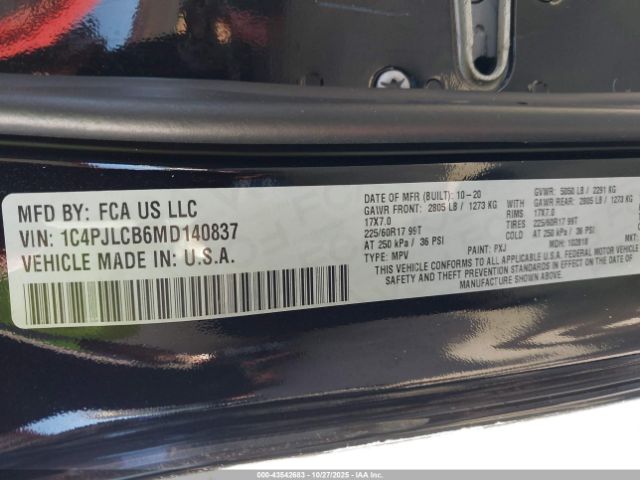 MFD BY: FCA US LLC
VIN: 1C4PJLCB6MD140837
VEHICLE MADE IN: U.S.A.
DATE OF MFR (BUILT): 10-20
GAWR FRONT: 2805 LB / 1273 KG
17X7.0
225/60R17 99T
AT 250 kPa / 36 PSI
TYPE: MPV
GVWR: 5050 LB / 2291 KG
WITH GAWR REAR: 2805 LB / 1273 KG
RIMS 17X7.0
TIRES 225/60R17 99T
AT 250 kPa / 36 PSI
PAINT: PXJ
MDH: 102818
THIS VEHICLE CONFORMS TO ALL APPLICABLE U.S.A. FEDERAL MOTOR VEHICLE
SAFETY AND THEFT PREVENTION STANDARDS IN EFFECT ON THE DATE OF
MANUFACTURE SHOWN ABOVE.
000-43542683 | 10/27/2025 | IAAI.COM